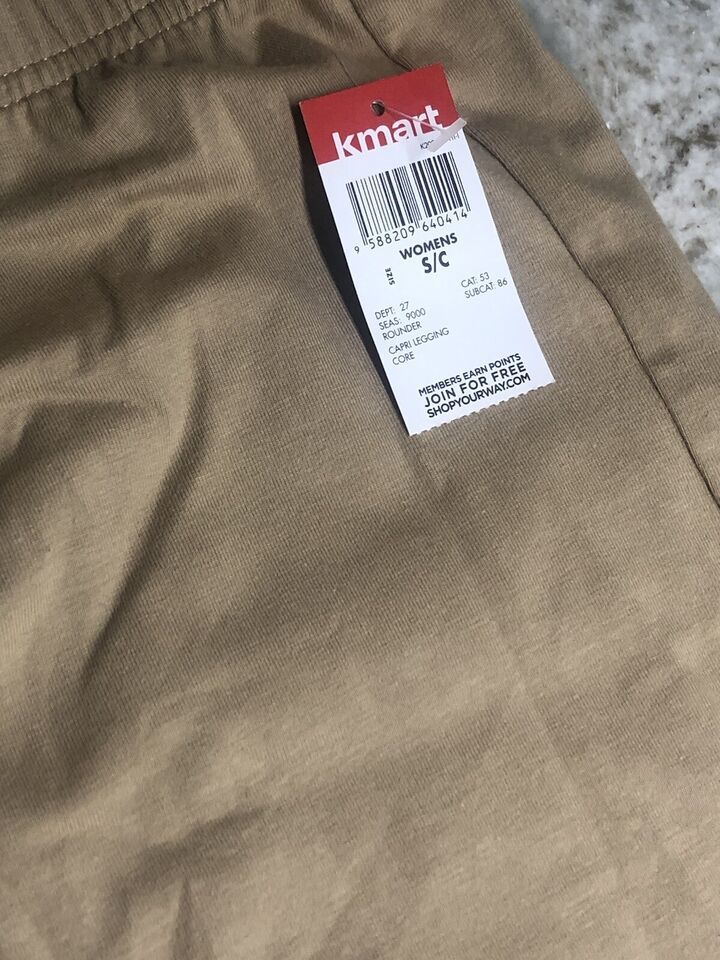 kmart
9 588209 640414
WOMENS
SIZE S/C
DEPT: 27 CAT: 53
SEAS: 9000 SUBCAT: 86
ROUNDER
CAPRI LEGGING
CORE
MEMBERS EARN POINTS
JOIN FOR FREE
SHOPYOURWAY.COM